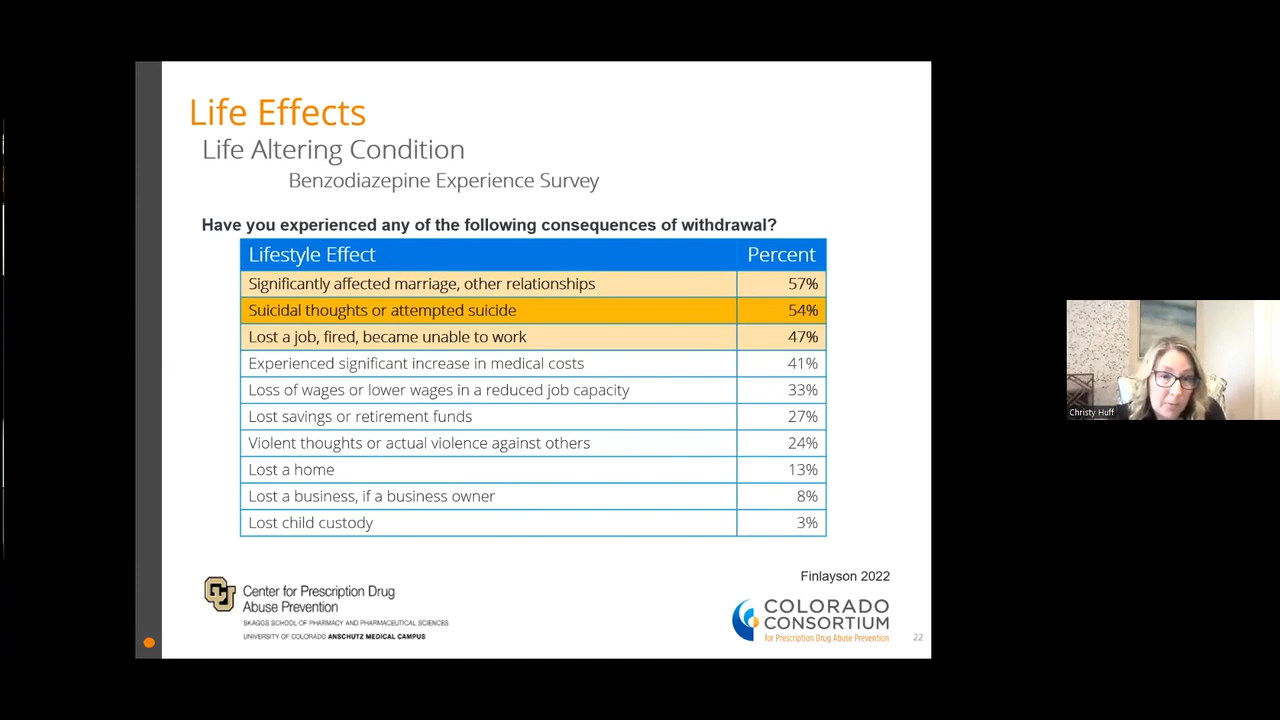 Life Effects
Life Altering Condition
Benzodiazepine Experience Survey
Have you experienced any of the following consequences of withdrawal?
Lifestyle Effect Percent
Significantly affected marriage, other relationships 57%
Suicidal thoughts or attempted suicide 54%
Lost a job, fired, became unable to work 47%
Experienced significant increase in medical costs 41%
Loss of wages or lower wages in a reduced job capacity 33%
Lost savings or retirement funds 27%
Violent thoughts or actual violence against others 24%
Lost a home 13%
Lost a business, if a business owner 8%
Lost child custody 3%
Finlayson 2022
CU
Center for Prescription Drug
Abuse Prevention
SKAGGS SCHOOL OF PHARMACY AND PHARMACEUTICAL SCIENCES
UNIVERSITY OF COLORADO ANSCHUTZ MEDICAL CAMPUS
COLORADO
CONSORTIUM
for Prescription Drug Abuse Prevention
22
Christy Huff